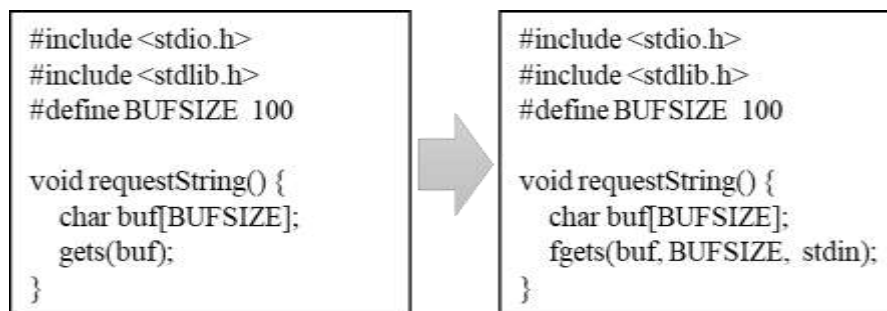 #include <stdio.h>
#include <stdlib.h>
#define BUFSIZE 100
void requestString() {
char buf[BUFSIZE];
gets(buf);
}
#include <stdio.h>
#include <stdlib.h>
#define BUFSIZE 100
void requestString() {
char buf[BUFSIZE];
fgets(buf, BUFSIZE, stdin);
}